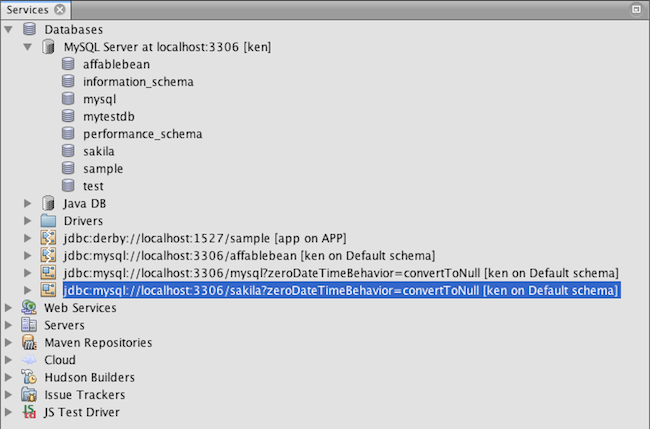 Services
Databases
MySQL Server at localhost:3306 [ken]
affablebean
information_schema
mysql
mytestdb
performance_schema
sakila
sample
test
Java DB
Drivers
jdbc:derby://localhost:1527/sample [app on APP]
jdbc:mysql://localhost:3306/affablebean [ken on Default schema]
jdbc:mysql://localhost:3306/mysql?zeroDateTimeBehavior=convertToNull [ken on Default schema]
jdbc:mysql://localhost:3306/sakila?zeroDateTimeBehavior=convertToNull [ken on Default schema]
Web Services
Servers
Maven Repositories
Cloud
Hudson Builders
Issue Trackers
JS Test Driver